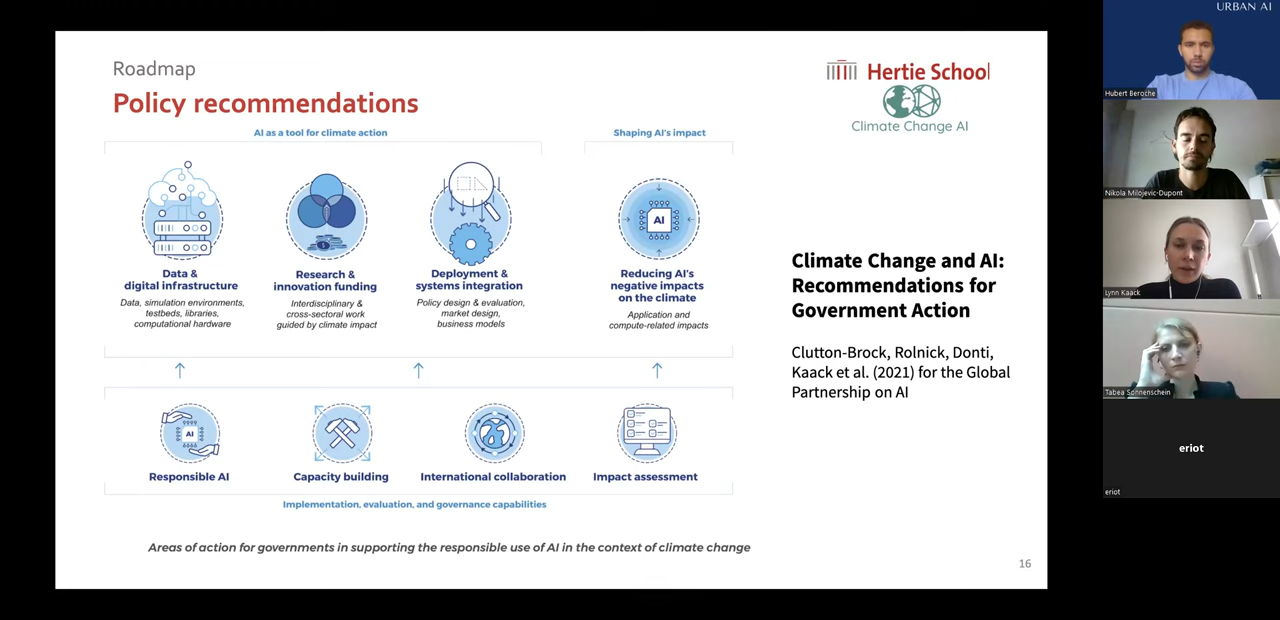 URBAN AI
Roadmap
Policy recommendations
Hertie School
Climate Change AI
AI as a tool for climate action
Shaping AI's impact
AI
Data &
digital infrastructure
Data, simulation environments,
testbeds, libraries,
computational hardware
Research &
innovation funding
Interdisciplinary &
cross-sectoral work
guided by climate impact
Deployment &
systems integration
Policy design & evaluation,
market design,
business models
Reducing AI's
negative impacts
on the climate
Application and
compute-related impacts
AI
Responsible AI
Capacity building
International collaboration
Impact assessment
Implementation, evaluation, and governance capabilities
Areas of action for governments in supporting the responsible use of AI in the context of climate change
Climate Change and AI:
Recommendations for
Government Action
Clutton-Brock, Rolnick, Donti,
Kaack et al. (2021) for the Global
Partnership on AI
16
Hubert Beroche
Nikola Milojevic-Dupont
Lynn Kaack
Tabea Sonnenschein
eriot
eriot